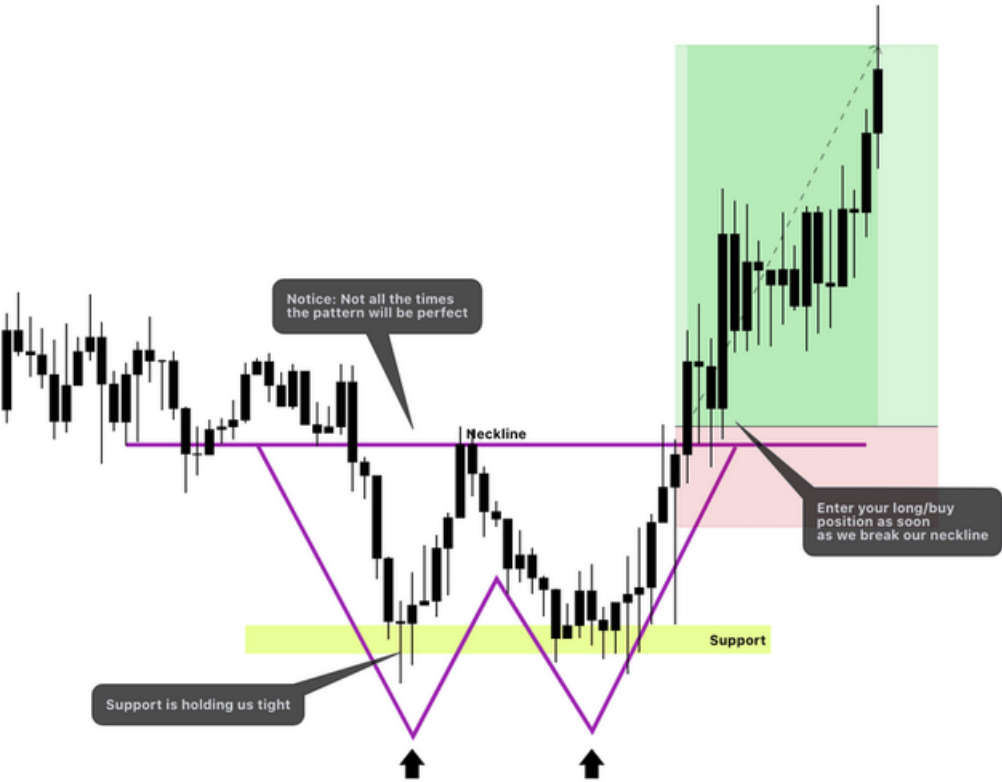 Notice: Not all the times
the pattern will be perfect
Neckline
Enter your long/buy
position as soon
as we break our neckline
Support
Support is holding us tight